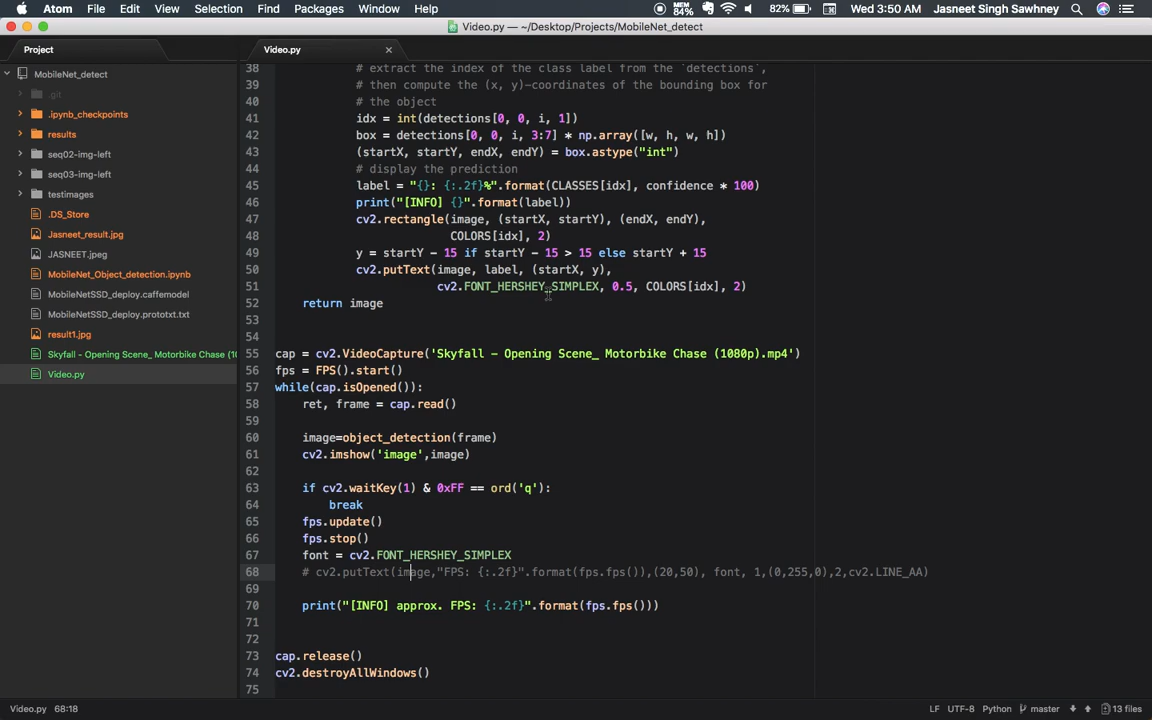 Atom File Edit View Selection Find Packages Window Help MEM 84% 82% Wed 3:50 AM Jasneet Singh Sawhney
Video.py — ~/Desktop/Projects/MobileNet_detect
Project
Video.py
MobileNet_detect
.git
.ipynb_checkpoints
results
seq02-img-left
seq03-img-left
testimages
.DS_Store
Jasneet_result.jpg
JASNEET.jpeg
MobileNet_Object_detection.ipynb
MobileNetSSD_deploy.caffemodel
MobileNetSSD_deploy.prototxt.txt
result1.jpg
Skyfall - Opening Scene_ Motorbike Chase (10
Video.py
38 # extract the index of the class label from the `detections`,
39 # then compute the (x, y)-coordinates of the bounding box for
40 # the object
41 idx = int(detections[0, 0, i, 1])
42 box = detections[0, 0, i, 3:7] * np.array([w, h, w, h])
43 (startX, startY, endX, endY) = box.astype("int")
44 # display the prediction
45 label = "{}: {:.2f}%".format(CLASSES[idx], confidence * 100)
46 print("[INFO] {}".format(label))
47 cv2.rectangle(image, (startX, startY), (endX, endY),
48 COLORS[idx], 2)
49 y = startY - 15 if startY - 15 > 15 else startY + 15
50 cv2.putText(image, label, (startX, y),
51 cv2.FONT_HERSHEY_SIMPLEX, 0.5, COLORS[idx], 2)
52 return image
53
54
55 cap = cv2.VideoCapture('Skyfall - Opening Scene_ Motorbike Chase (1080p).mp4')
56 fps = FPS().start()
57 while(cap.isOpened()):
58 ret, frame = cap.read()
59
60 image=object_detection(frame)
61 cv2.imshow('image',image)
62
63 if cv2.waitKey(1) & 0xFF == ord('q'):
64 break
65 fps.update()
66 fps.stop()
67 font = cv2.FONT_HERSHEY_SIMPLEX
68 # cv2.putText(image,"FPS: {:.2f}".format(fps.fps()),(20,50), font, 1,(0,255,0),2,cv2.LINE_AA)
69
70 print("[INFO] approx. FPS: {:.2f}".format(fps.fps()))
71
72
73 cap.release()
74 cv2.destroyAllWindows()
75
Video.py 68:18 LF UTF-8 Python master 13 files